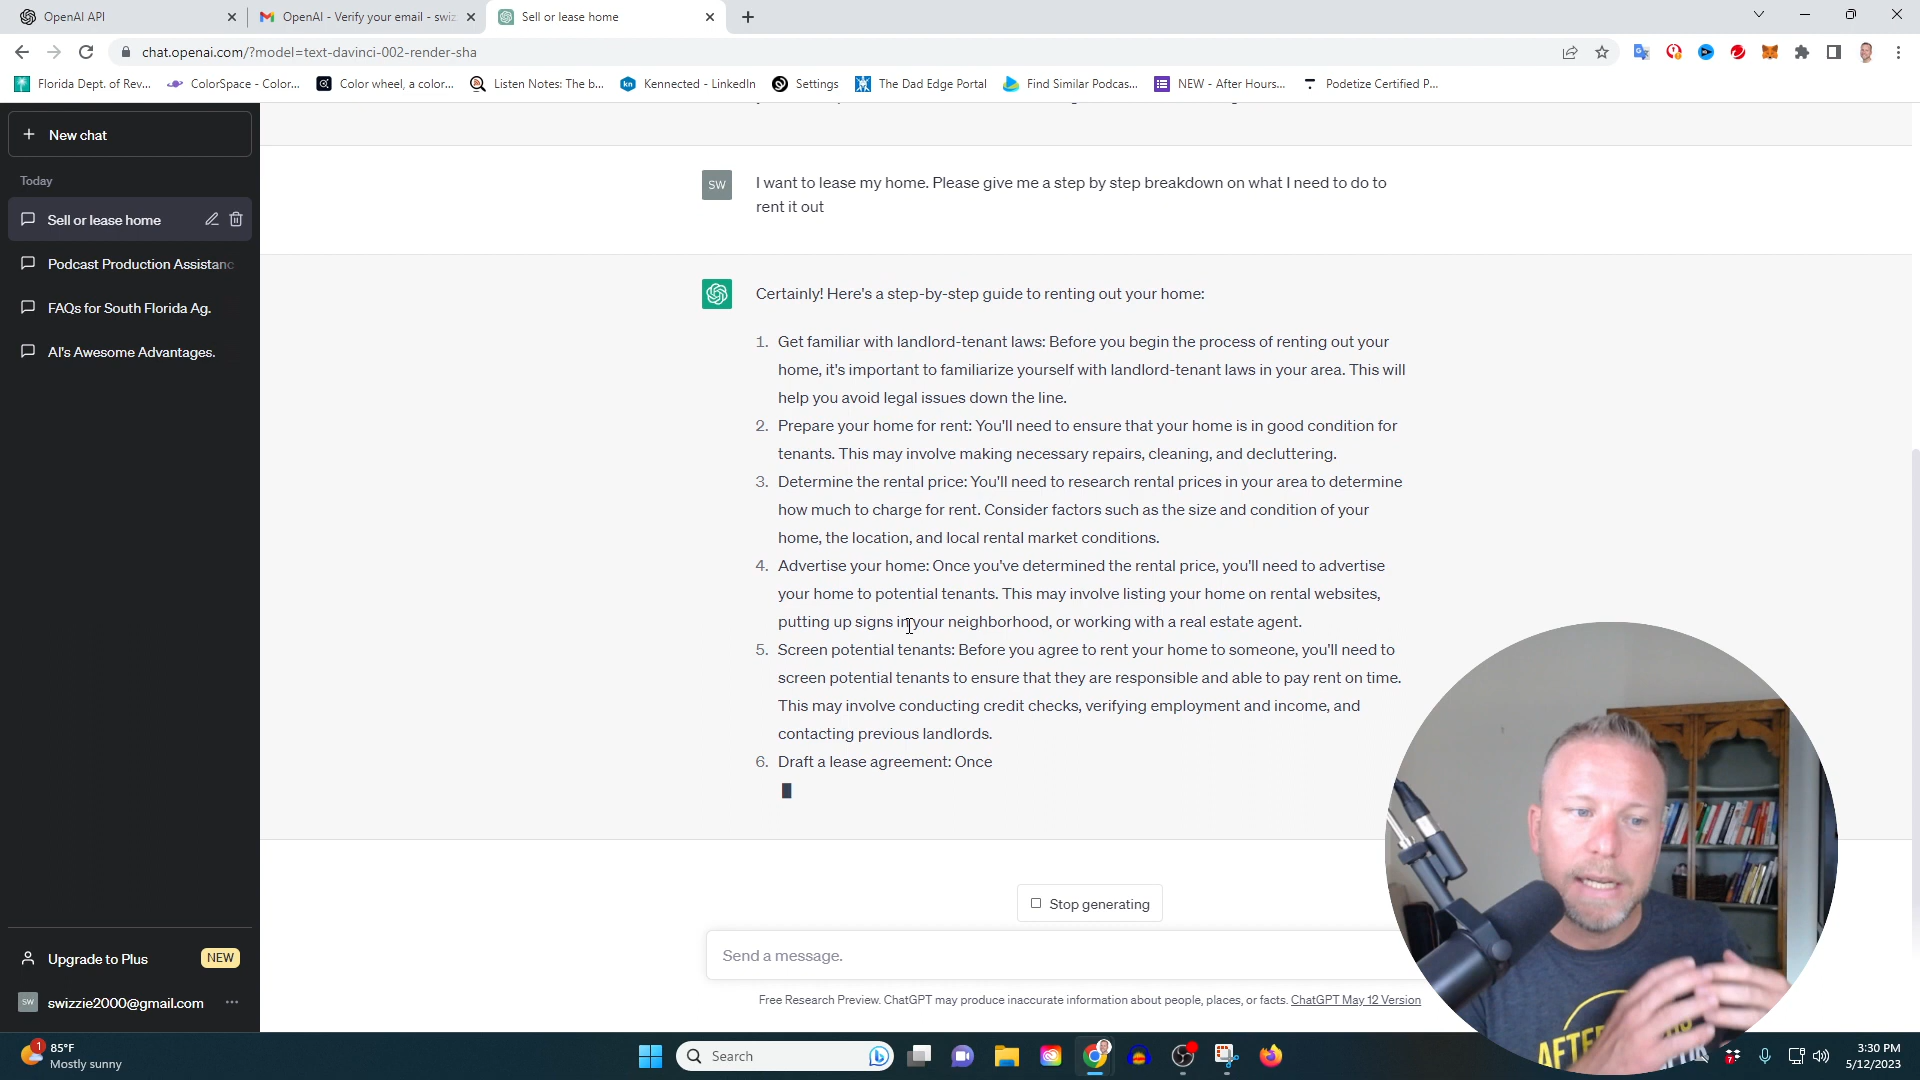 OpenAI API
OpenAI - Verify your email - swiz
Sell or lease home
chat.openai.com/?model=text-davinci-002-render-sha
Florida Dept. of Rev...
ColorSpace - Color...
Color wheel, a color...
Listen Notes: The b...
Kennected - LinkedIn
Settings
The Dad Edge Portal
Find Similar Podcas...
NEW - After Hours...
Podetize Certified P...
New chat
Today
Sell or lease home
Podcast Production Assistanc
FAQs for South Florida Ag.
AI's Awesome Advantages.
SW
I want to lease my home. Please give me a step by step breakdown on what I need to do to
rent it out
Certainly! Here's a step-by-step guide to renting out your home:
1. Get familiar with landlord-tenant laws: Before you begin the process of renting out your
home, it's important to familiarize yourself with landlord-tenant laws in your area. This will
help you avoid legal issues down the line.
2. Prepare your home for rent: You'll need to ensure that your home is in good condition for
tenants. This may involve making necessary repairs, cleaning, and decluttering.
3. Determine the rental price: You'll need to research rental prices in your area to determine
how much to charge for rent. Consider factors such as the size and condition of your
home, the location, and local rental market conditions.
4. Advertise your home: Once you've determined the rental price, you'll need to advertise
your home to potential tenants. This may involve listing your home on rental websites,
putting up signs in your neighborhood, or working with a real estate agent.
5. Screen potential tenants: Before you agree to rent your home to someone, you'll need to
screen potential tenants to ensure that they are responsible and able to pay rent on time.
This may involve conducting credit checks, verifying employment and income, and
contacting previous landlords.
6. Draft a lease agreement: Once
Stop generating
Send a message.
Free Research Preview. ChatGPT may produce inaccurate information about people, places, or facts. ChatGPT May 12 Version
Upgrade to Plus
NEW
SW
swizzie2000@gmail.com
AFTER
1
85°F
Mostly sunny
Search
7
3:30 PM
5/12/2023